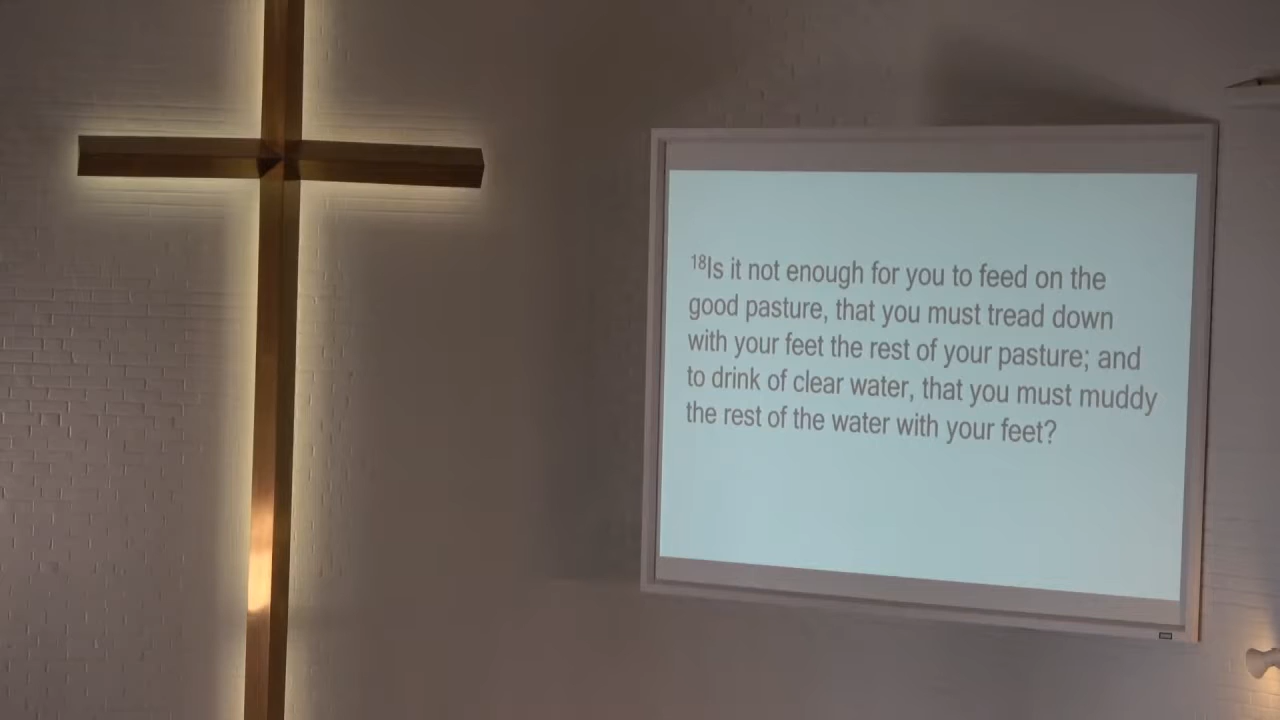 ¹⁸Is it not enough for you to feed on the
good pasture, that you must tread down
with your feet the rest of your pasture; and
to drink of clear water, that you must muddy
the rest of the water with your feet?